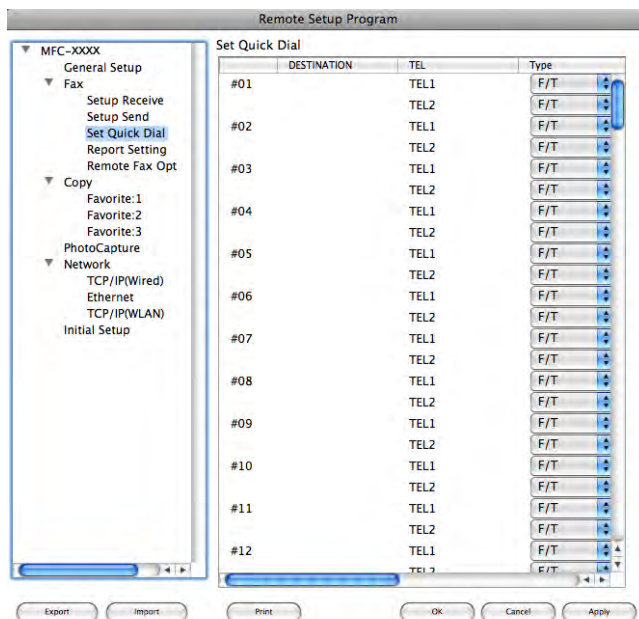 Remote Setup Program
MFC-XXXX
General Setup
Fax
Setup Receive
Setup Send
Set Quick Dial
Report Setting
Remote Fax Opt
Copy
Favorite:1
Favorite:2
Favorite:3
PhotoCapture
Network
TCP/IP(Wired)
Ethernet
TCP/IP(WLAN)
Initial Setup
Set Quick Dial
DESTINATION TEL Type
#01 TEL1 F/T
TEL2 F/T
#02 TEL1 F/T
TEL2 F/T
#03 TEL1 F/T
TEL2 F/T
#04 TEL1 F/T
TEL2 F/T
#05 TEL1 F/T
TEL2 F/T
#06 TEL1 F/T
TEL2 F/T
#07 TEL1 F/T
TEL2 F/T
#08 TEL1 F/T
TEL2 F/T
#09 TEL1 F/T
TEL2 F/T
#10 TEL1 F/T
TEL2 F/T
#11 TEL1 F/T
TEL2 F/T
#12 TEL1 F/T
TEL2 F/T
Export Import Print OK Cancel Apply